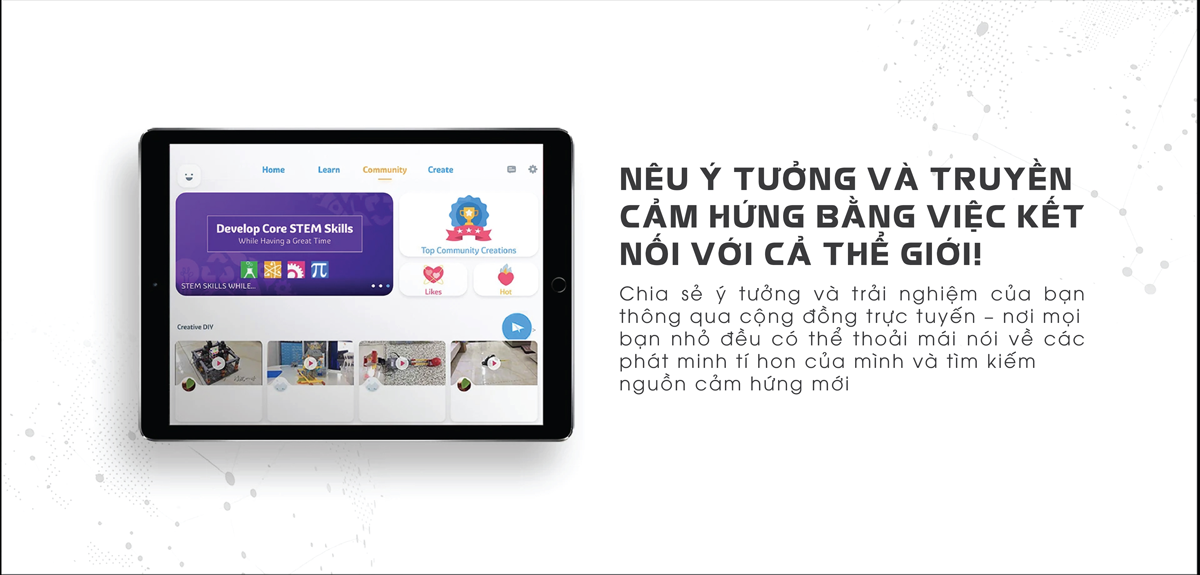 Home Learn Community Create
Develop Core STEM Skills
While Having a Great Time
π
STEM SKILLS WHILE...
Top Community Creations
Likes
Hot
Creative DIY
NÊU Ý TƯỞNG VÀ TRUYỀN
CẢM HỨNG BẰNG VIỆC KẾT
NỐI VỚI CẢ THẾ GIỚI!
Chia sẻ ý tưởng và trải nghiệm của bạn
thông qua cộng đồng trực tuyến – nơi mọi
bạn nhỏ đều có thể thoải mái nói về các
phát minh tí hon của mình và tìm kiếm
nguồn cảm hứng mới